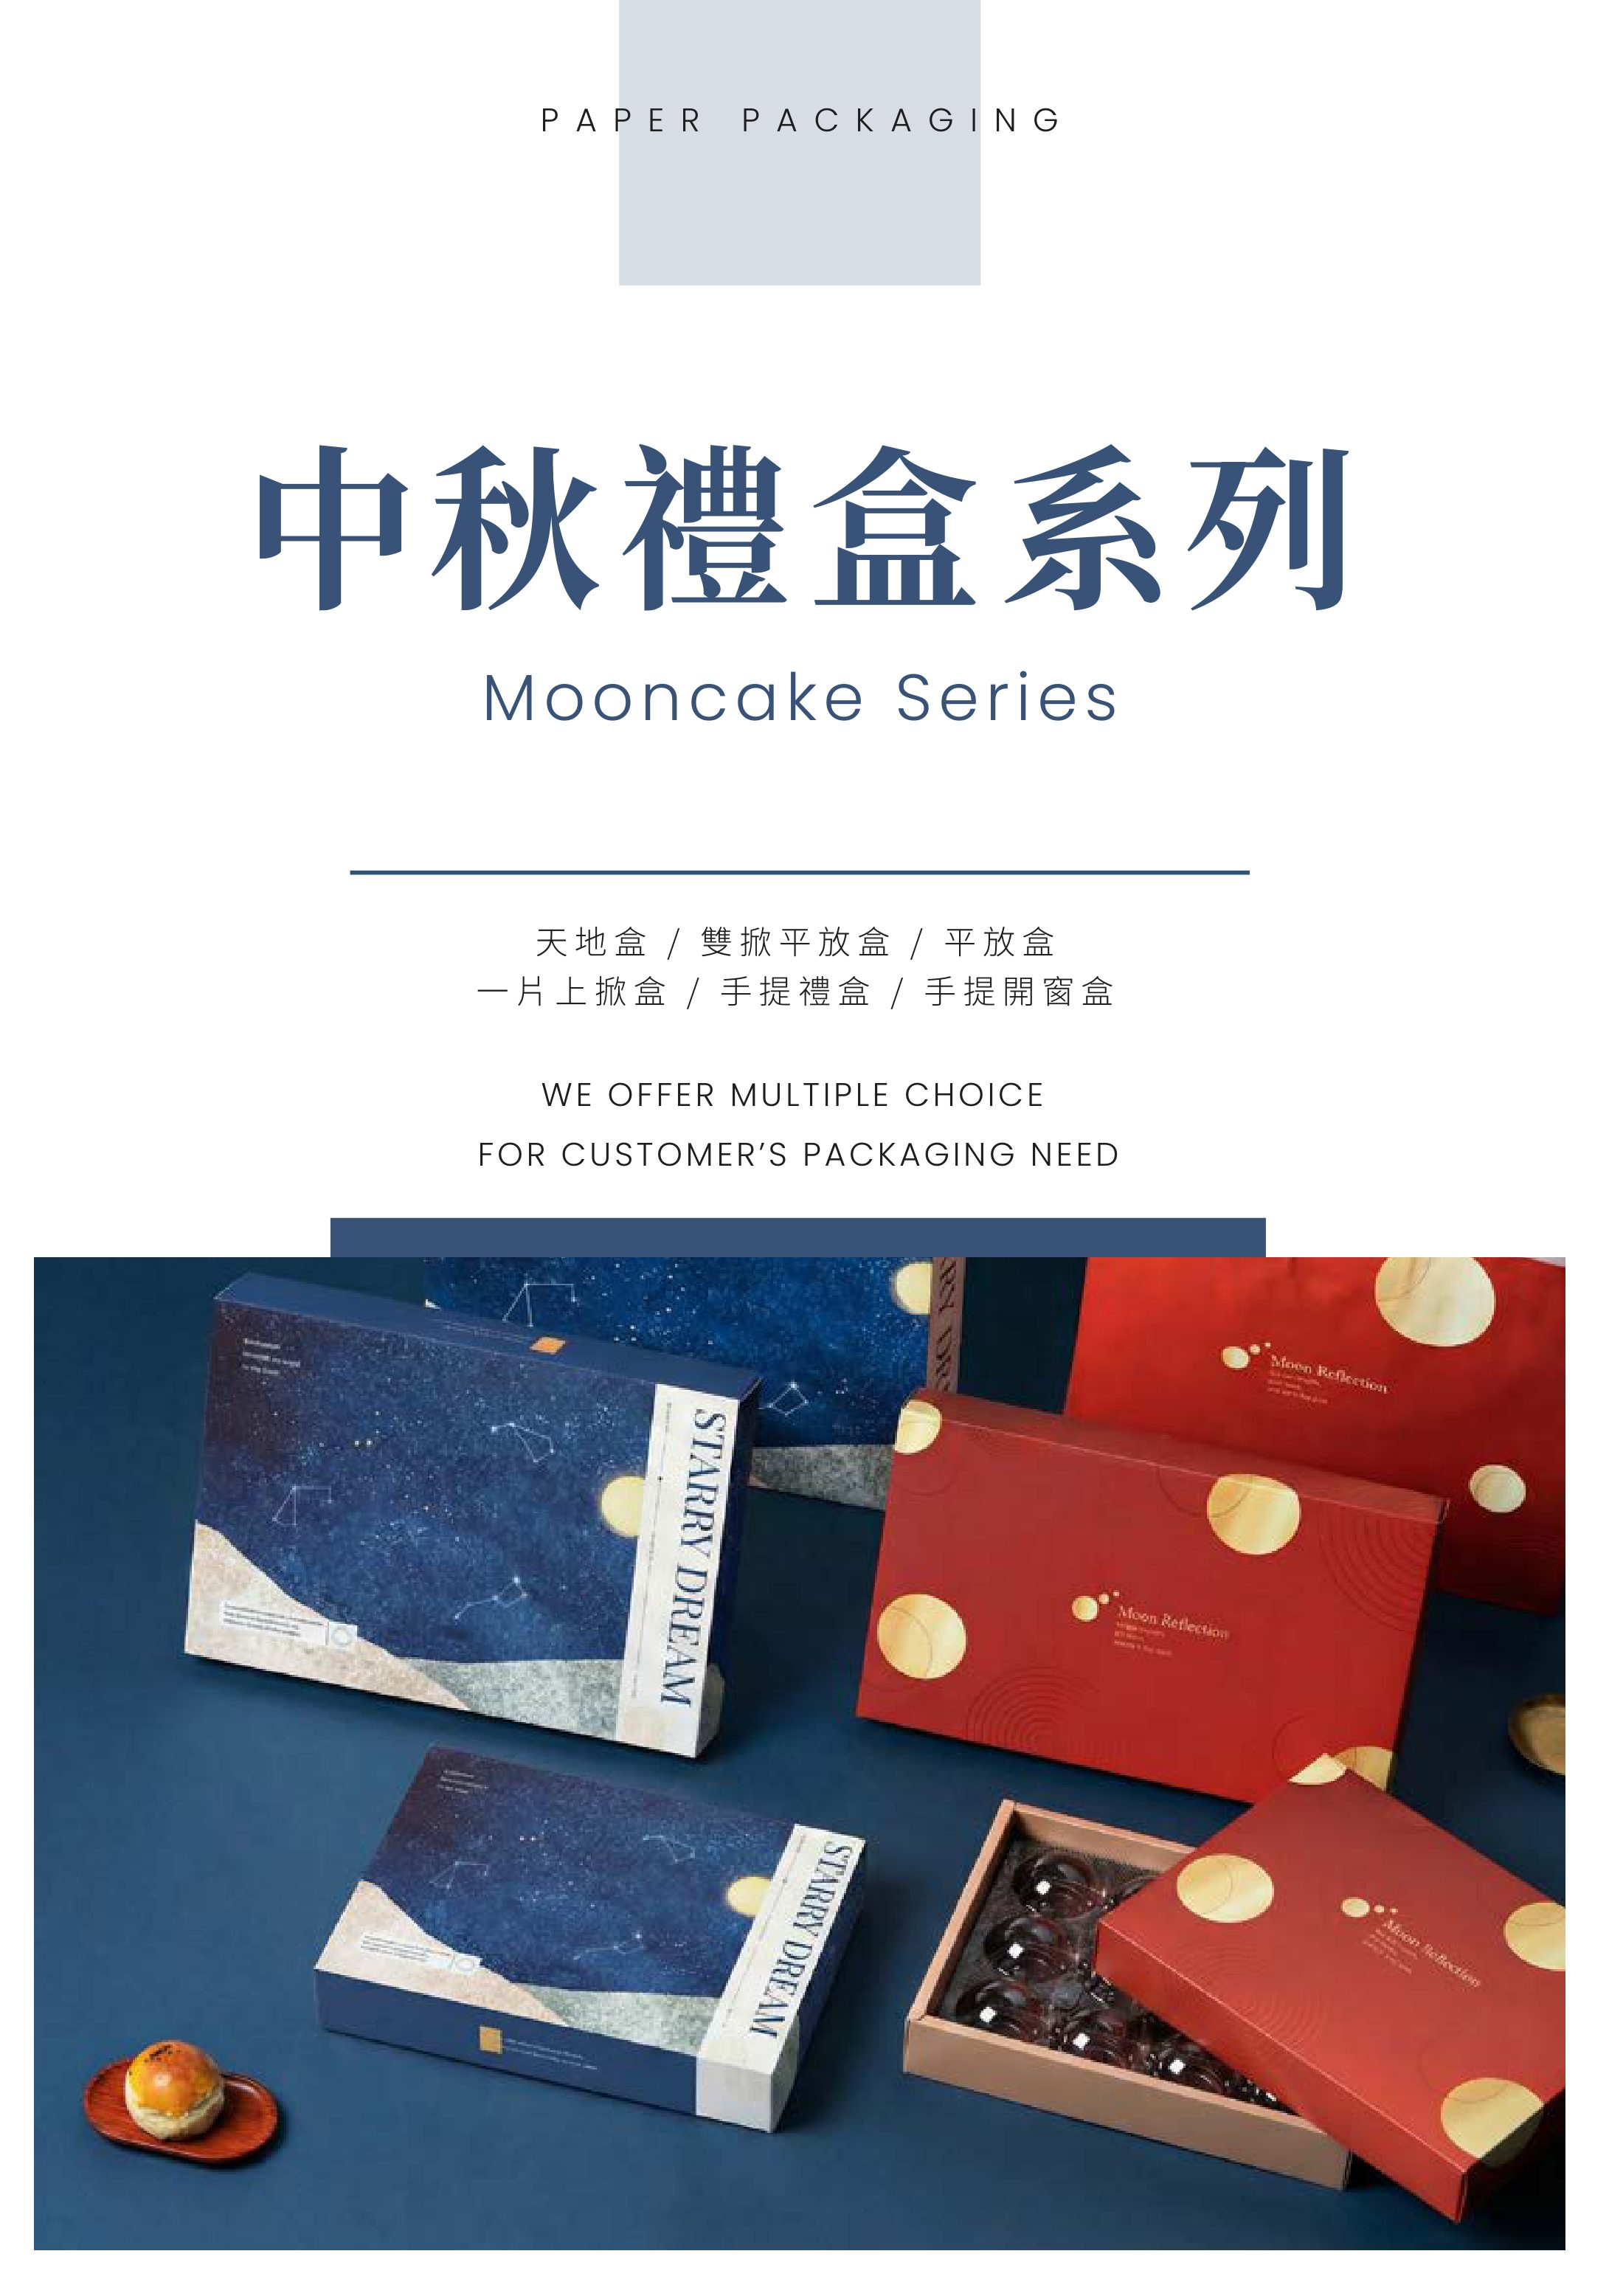 PAPER PACKAGING
中秋禮盒系列
Mooncake Series
天地盒 / 雙掀平放盒 / 平放盒
一片上掀盒 / 手提禮盒 / 手提開窗盒
WE OFFER MULTIPLE CHOICE
FOR CUSTOMER’S PACKAGING NEED
STARRY DREAM
Moon Reflection
Moon Reflection
STARRY DREAM
Moon Reflection